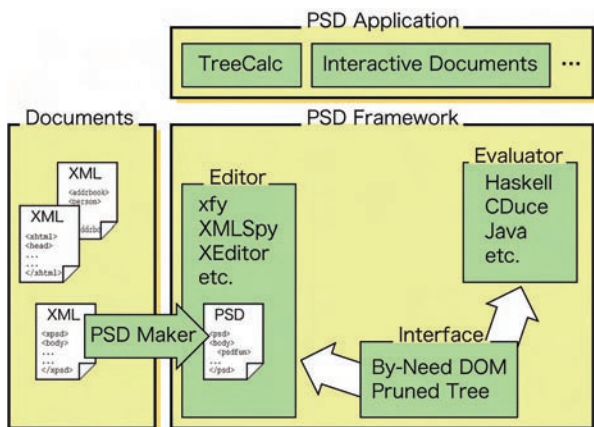 PSD Application
TreeCalc
Interactive Documents
...
Documents
PSD Framework
XML
<addrbook>
<person>
XML
<xhtml>
<head>
...
...
</xhtml>
XML
<xpsd>
<body>
...
...
</xpsd>
PSD Maker
Editor
xfy
XMLSpy
XEditor
etc.
PSD
<body>
<psdfun>
...
</psd>
Evaluator
Haskell
CDuce
Java
etc.
Interface
By-Need DOM
Pruned Tree